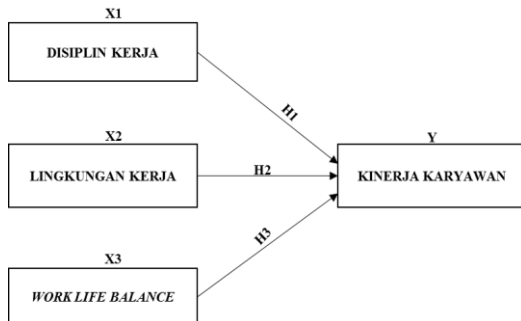 X1
DISIPLIN KERJA
H1
X2
LINGKUNGAN KERJA
H2
Y
KINERJA KARYAWAN
H3
X3
WORK LIFE BALANCE